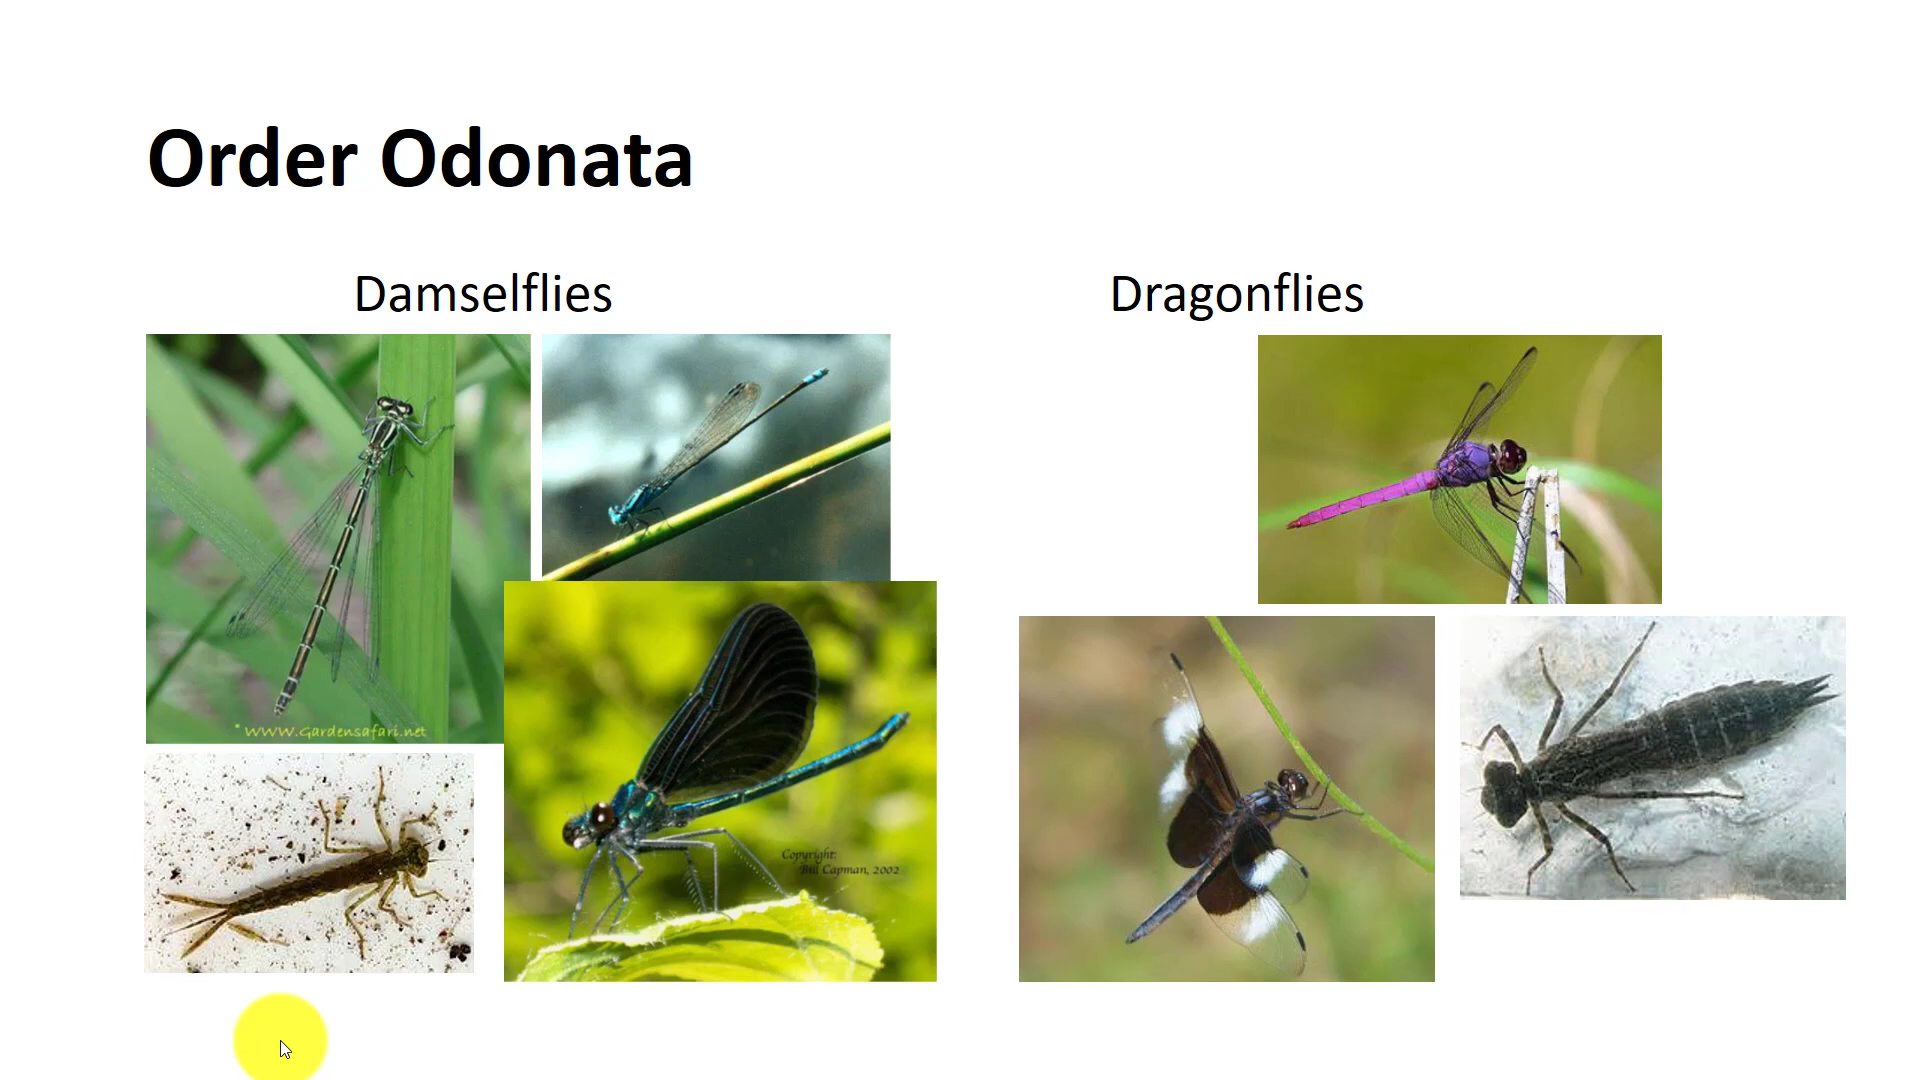 Order Odonata
Damselflies
Dragonflies
www.Gardensafari.net
Copyright:
Bill Capman, 2002